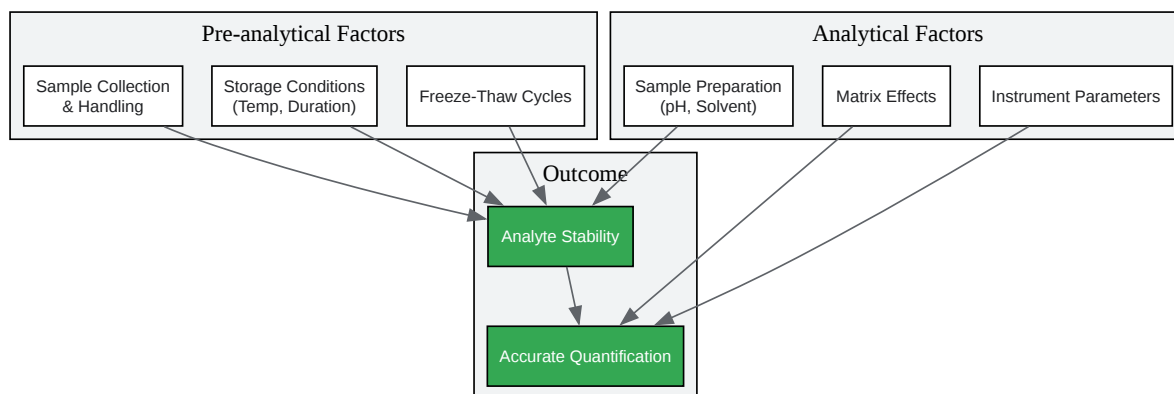 Pre-analytical Factors
Sample Collection
& Handling
Storage Conditions
(Temp, Duration)
Freeze-Thaw Cycles
Analytical Factors
Sample Preparation
(pH, Solvent)
Matrix Effects
Instrument Parameters
Outcome
Analyte Stability
Accurate Quantification